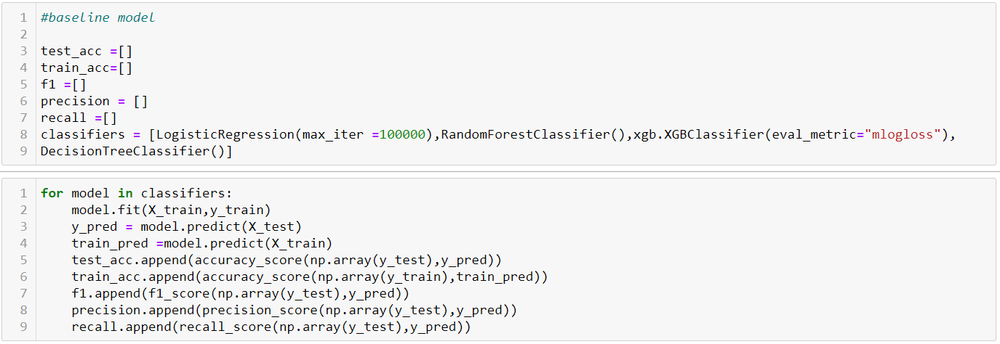 1 #baseline model
2
3 test_acc =[]
4 train_acc=[]
5 f1 =[]
6 precision = []
7 recall =[]
8 classifiers = [LogisticRegression(max_iter =100000),RandomForestClassifier(),xgb.XGBClassifier(eval_metric="mlogloss"),
9 DecisionTreeClassifier()]
1 for model in classifiers:
2     model.fit(X_train,y_train)
3     y_pred = model.predict(X_test)
4     train_pred =model.predict(X_train)
5     test_acc.append(accuracy_score(np.array(y_test),y_pred))
6     train_acc.append(accuracy_score(np.array(y_train),train_pred))
7     f1.append(f1_score(np.array(y_test),y_pred))
8     precision.append(precision_score(np.array(y_test),y_pred))
9     recall.append(recall_score(np.array(y_test),y_pred))